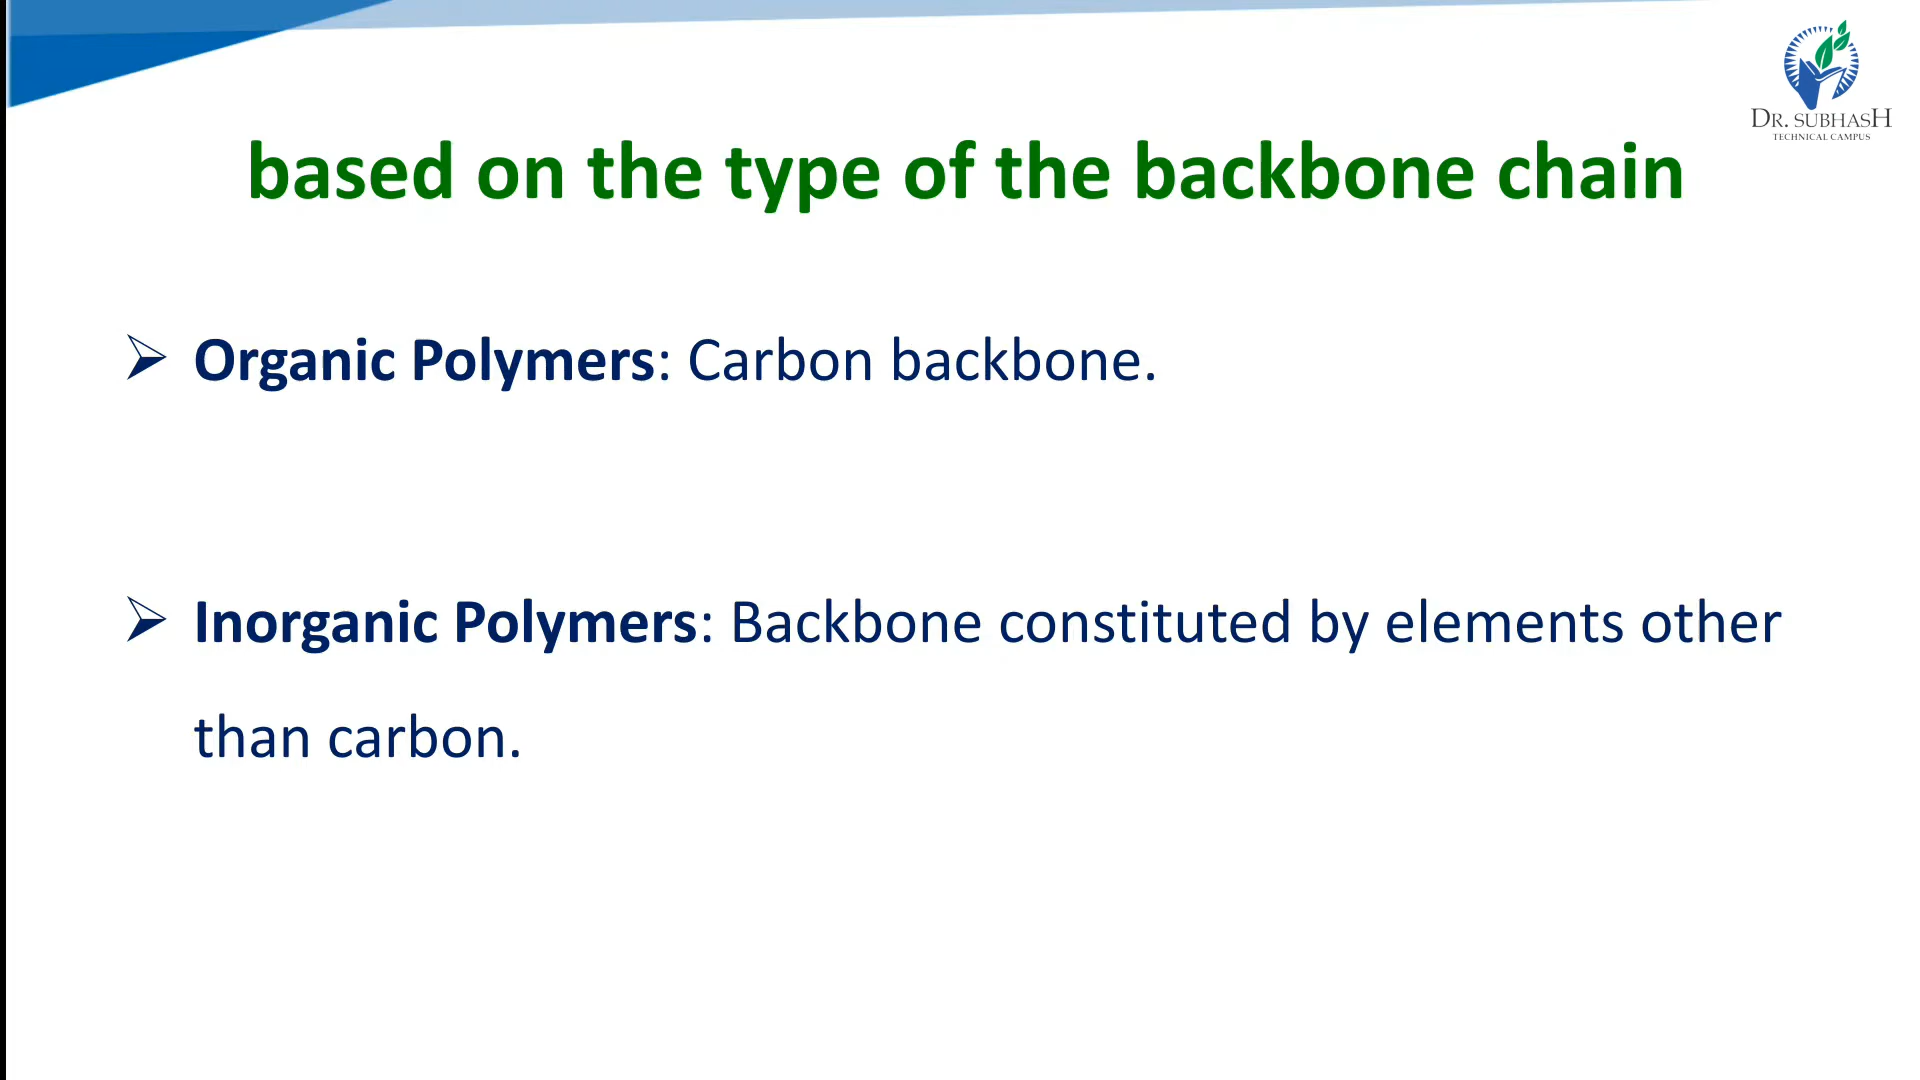 DR. SUBHASH
TECHNICAL CAMPUS
based on the type of the backbone chain
➢ Organic Polymers: Carbon backbone.
➢ Inorganic Polymers: Backbone constituted by elements other
than carbon.